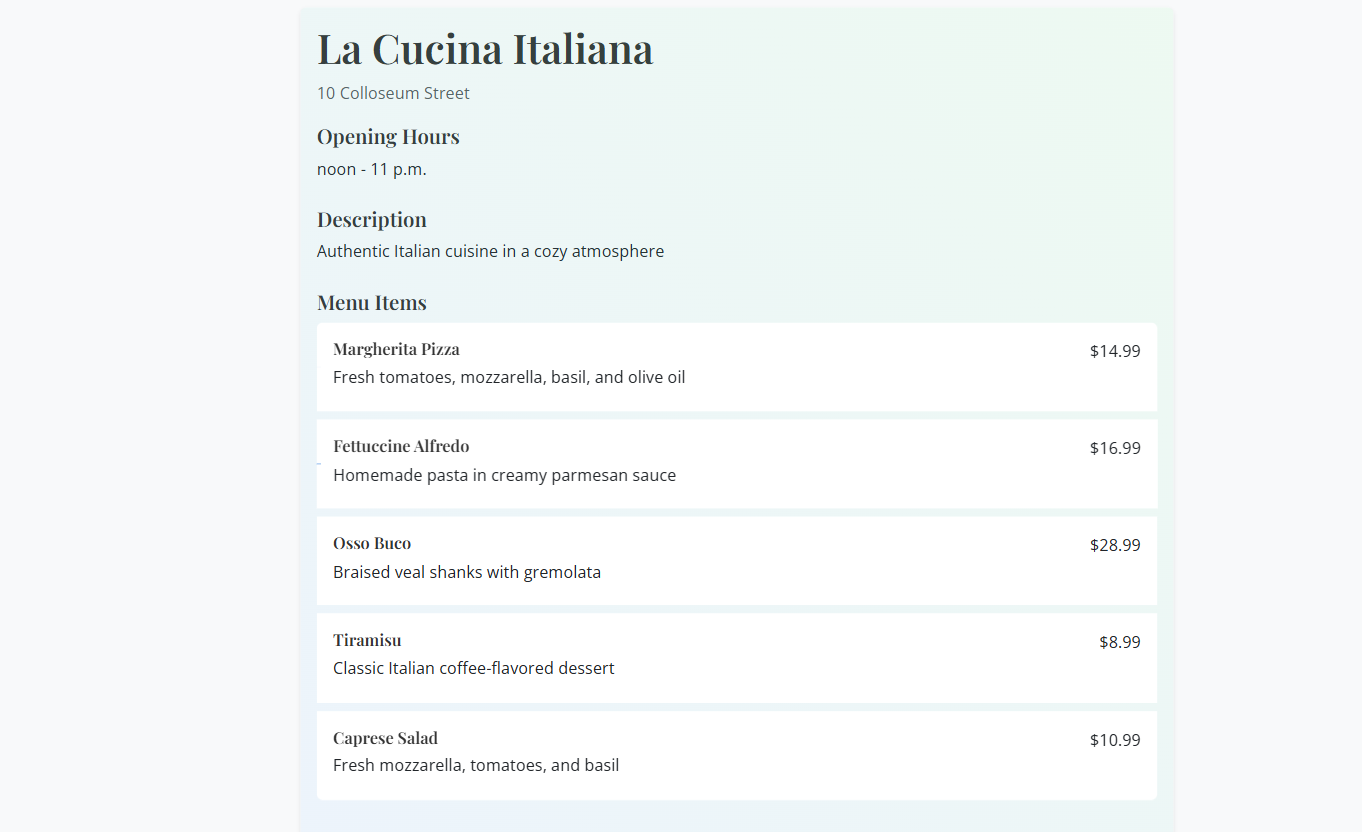 La Cucina Italiana
10 Colloseum Street
Opening Hours
noon - 11 p.m.
Description
Authentic Italian cuisine in a cozy atmosphere
Menu Items
Margherita Pizza $14.99
Fresh tomatoes, mozzarella, basil, and olive oil
Fettuccine Alfredo $16.99
Homemade pasta in creamy parmesan sauce
Osso Buco $28.99
Braised veal shanks with gremolata
Tiramisu $8.99
Classic Italian coffee-flavored dessert
Caprese Salad $10.99
Fresh mozzarella, tomatoes, and basil